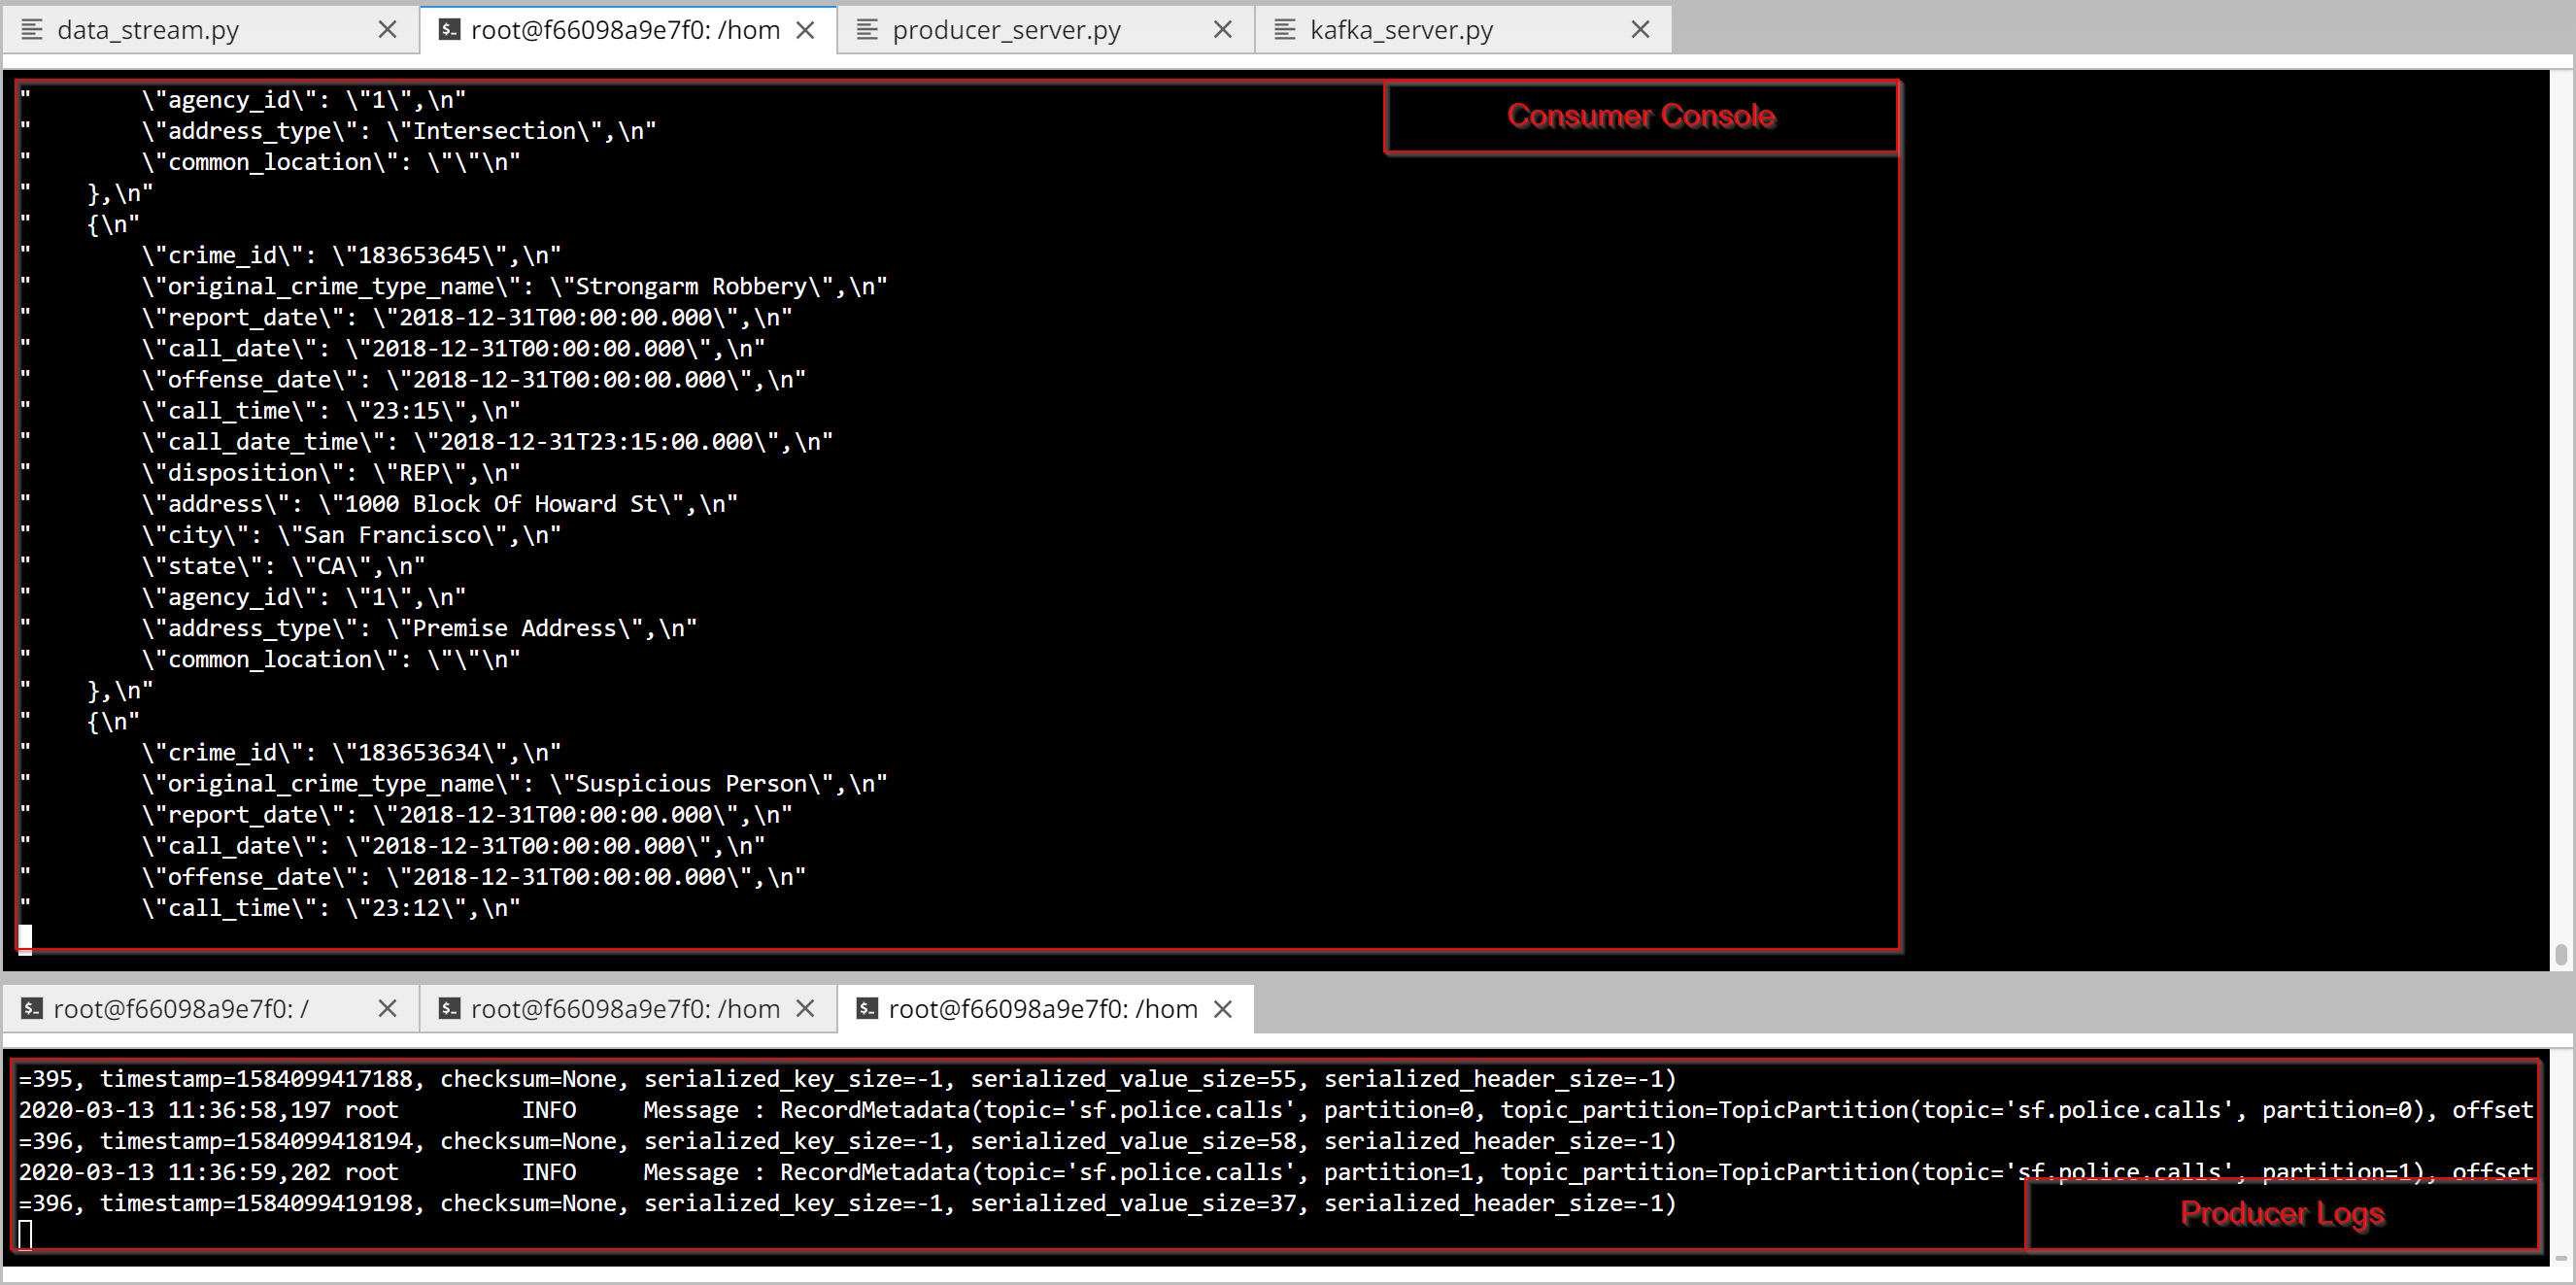 data_stream.py
root@f66098a9e7f0: /hom
producer_server.py
kafka_server.py
Consumer Console
"        \"agency_id\": \"1\",\n"
"        \"address_type\": \"Intersection\",\n"
"        \"common_location\": \"\"\n"
"    },\n"
"    {\n"
"        \"crime_id\": \"183653645\",\n"
"        \"original_crime_type_name\": \"Strongarm Robbery\",\n"
"        \"report_date\": \"2018-12-31T00:00:00.000\",\n"
"        \"call_date\": \"2018-12-31T00:00:00.000\",\n"
"        \"offense_date\": \"2018-12-31T00:00:00.000\",\n"
"        \"call_time\": \"23:15\",\n"
"        \"call_date_time\": \"2018-12-31T23:15:00.000\",\n"
"        \"disposition\": \"REP\",\n"
"        \"address\": \"1000 Block Of Howard St\",\n"
"        \"city\": \"San Francisco\",\n"
"        \"state\": \"CA\",\n"
"        \"agency_id\": \"1\",\n"
"        \"address_type\": \"Premise Address\",\n"
"        \"common_location\": \"\"\n"
"    },\n"
"    {\n"
"        \"crime_id\": \"183653634\",\n"
"        \"original_crime_type_name\": \"Suspicious Person\",\n"
"        \"report_date\": \"2018-12-31T00:00:00.000\",\n"
"        \"call_date\": \"2018-12-31T00:00:00.000\",\n"
"        \"offense_date\": \"2018-12-31T00:00:00.000\",\n"
"        \"call_time\": \"23:12\",\n"
root@f66098a9e7f0: /
root@f66098a9e7f0: /hom
root@f66098a9e7f0: /hom
=395, timestamp=1584099417188, checksum=None, serialized_key_size=-1, serialized_value_size=55, serialized_header_size=-1)
2020-03-13 11:36:58,197 root         INFO     Message : RecordMetadata(topic='sf.police.calls', partition=0, topic_partition=TopicPartition(topic='sf.police.calls', partition=0), offset
=396, timestamp=1584099418194, checksum=None, serialized_key_size=-1, serialized_value_size=58, serialized_header_size=-1)
2020-03-13 11:36:59,202 root         INFO     Message : RecordMetadata(topic='sf.police.calls', partition=1, topic_partition=TopicPartition(topic='sf.police.calls', partition=1), offset
=396, timestamp=1584099419198, checksum=None, serialized_key_size=-1, serialized_value_size=37, serialized_header_size=-1)
Producer Logs